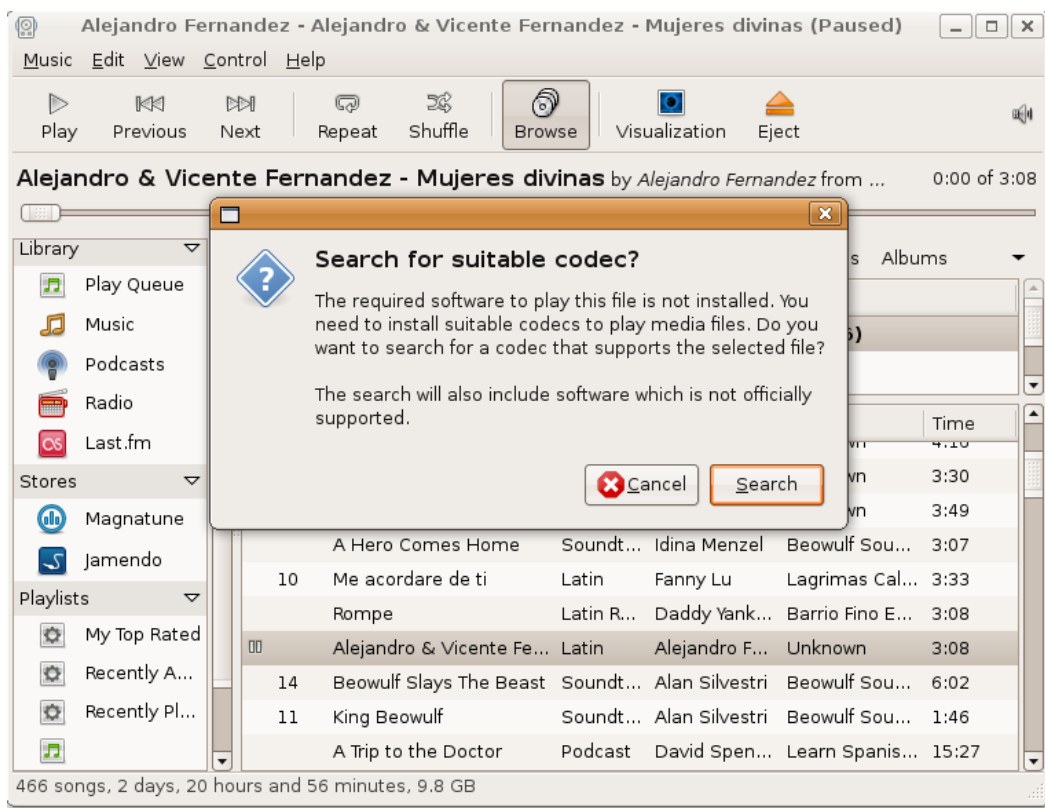 Alejandro Fernandez - Alejandro & Vicente Fernandez - Mujeres divinas (Paused)
Music Edit View Control Help
Play Previous Next Repeat Shuffle Browse Visualization Eject
Alejandro & Vicente Fernandez - Mujeres divinas by Alejandro Fernandez from ... 0:00 of 3:08
Library
Play Queue
Music
Podcasts
Radio
Last.fm
Stores
Magnatune
Jamendo
Playlists
My Top Rated
Recently A...
Recently Pl...
Search for suitable codec?
The required software to play this file is not installed. You
need to install suitable codecs to play media files. Do you
want to search for a codec that supports the selected file?
The search will also include software which is not officially
supported.
Cancel Search
s Albums
Time
3:30
3:49
A Hero Comes Home Soundt... Idina Menzel Beowulf Sou... 3:07
10 Me acordare de ti Latin Fanny Lu Lagrimas Cal... 3:33
Rompe Latin R... Daddy Yank... Barrio Fino E... 3:08
Alejandro & Vicente Fe... Latin Alejandro F... Unknown 3:08
14 Beowulf Slays The Beast Soundt... Alan Silvestri Beowulf Sou... 6:02
11 King Beowulf Soundt... Alan Silvestri Beowulf Sou... 1:46
A Trip to the Doctor Podcast David Spen... Learn Spanis... 15:27
466 songs, 2 days, 20 hours and 56 minutes, 9.8 GB